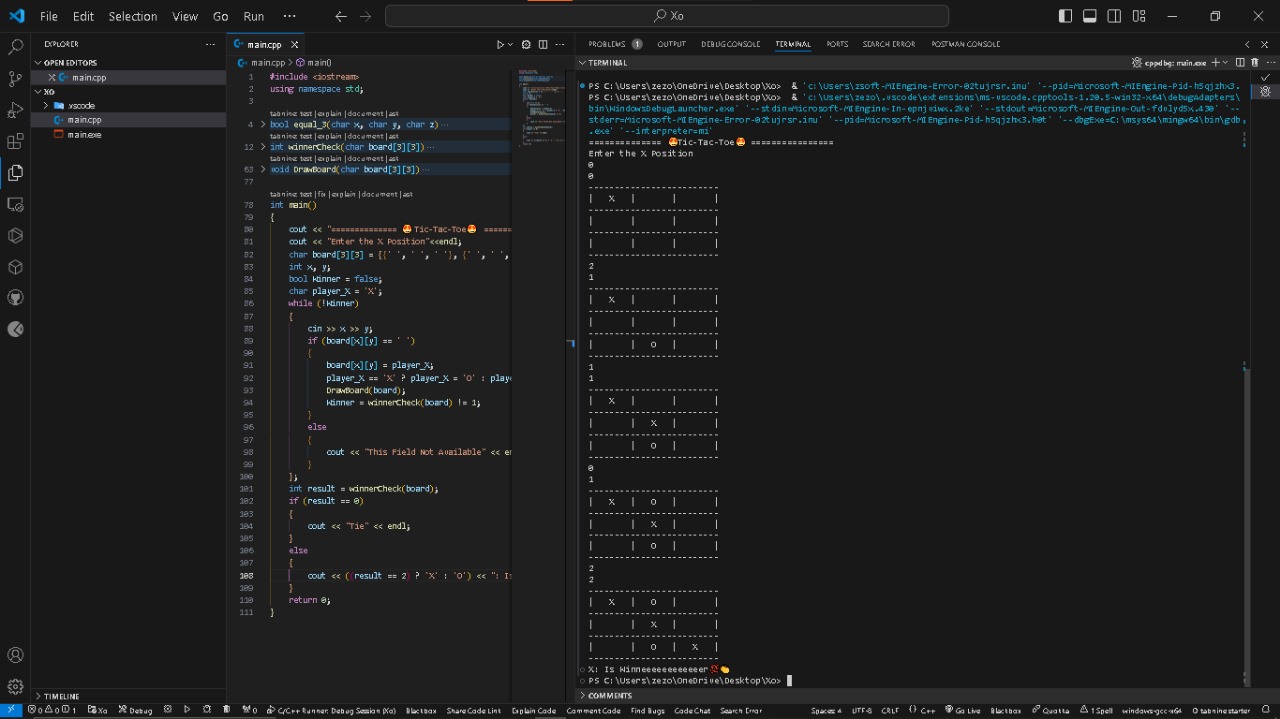 File Edit Selection View Go Run ··· Xo
EXPLORER ···
OPEN EDITORS
main.cpp
XO
.vscode
main.cpp
main.exe
TIMELINE
main.cpp
main.cpp > main()
1 #include <iostream>
2 using namespace std;
3
tabnine: test | explain | document | ask
4 bool equal_3(char x, char y, char z) ···
tabnine: test | explain | document | ask
12 int winnerCheck(char board[3][3]) ···
tabnine: test | explain | document | ask
63 void DrawBoard(char board[3][3]) ···
77
tabnine: test | fix | explain | document | ask
78 int main()
79 {
80 cout << "============== 🤩Tic-Tac-Toe🤩 ======
81 cout << "Enter the X Position"<<endl;
82 char board[3][3] = {{' ', ' ', ' '}, {' ', ' ',
83 int x, y;
84 bool Winner = false;
85 char player_X = 'X';
86 while (!Winner)
87 {
88 cin >> x >> y;
89 if (board[x][y] == ' ')
90 {
91 board[x][y] = player_X;
92 player_X == 'X' ? player_X = 'O' : playe
93 DrawBoard(board);
94 Winner = winnerCheck(board) != 1;
95 }
96 else
97 {
98 cout << "This Field Not Available" << en
99 }
100 };
101 int result = winnerCheck(board);
102 if (result == 0)
103 {
104 cout << "Tie" << endl;
105 }
106 else
107 {
108 cout << ((result == 2) ? 'X' : 'O') << ": Is
109 }
110 return 0;
111 }
PROBLEMS 1 OUTPUT DEBUG CONSOLE TERMINAL PORTS SEARCH ERROR POSTMAN CONSOLE
TERMINAL cppdbg: main.exe
PS C:\Users\zezo\OneDrive\Desktop\Xo> & 'c:\Users\zsoft-MIEngine-Error-02tujrsr.inu' '--pid=Microsoft-MIEngine-Pid-h5qjzhx3.
PS C:\Users\zezo\OneDrive\Desktop\Xo> & 'c:\Users\zezo\.vscode\extensions\ms-vscode.cpptools-1.20.5-win32-x64\debugAdapters\
bin\WindowsDebugLauncher.exe' '--stdin=Microsoft-MIEngine-In-epnjmiwx.2ke' '--stdout=Microsoft-MIEngine-Out-fdolyd5x.430' '--
stderr=Microsoft-MIEngine-Error-02tujrsr.inu' '--pid=Microsoft-MIEngine-Pid-h5qjzhx3.h0t' '--dbgExe=C:\msys64\mingw64\bin\gdb
.exe' '--interpreter=mi'
============== 🤩Tic-Tac-Toe🤩 ================
Enter the X Position
0
0
-------------------------
| X | | |
-------------------------
| | | |
-------------------------
| | | |
-------------------------
2
1
-------------------------
| X | | |
-------------------------
| | | |
-------------------------
| | O | |
-------------------------
1
1
-------------------------
| X | | |
-------------------------
| | X | |
-------------------------
| | O | |
-------------------------
0
1
-------------------------
| X | O | |
-------------------------
| | X | |
-------------------------
| | O | |
-------------------------
2
2
-------------------------
| X | O | |
-------------------------
| | X | |
-------------------------
| | O | X |
-------------------------
X: Is Winneeeeeeeeeeeer💯👏
PS C:\Users\zezo\OneDrive\Desktop\Xo>
COMMENTS
0 0 1 Xo Debug 0 C/C++ Runner: Debug Session (Xo) Blackbox Share Code Link Explain Code Comment Code Find Bugs Code Chat Search Error Spaces: 4 UTF-8 CRLF {} C++ Go Live Blackbox Quokka 1 Spell windows-gcc-x64 tabnine starter